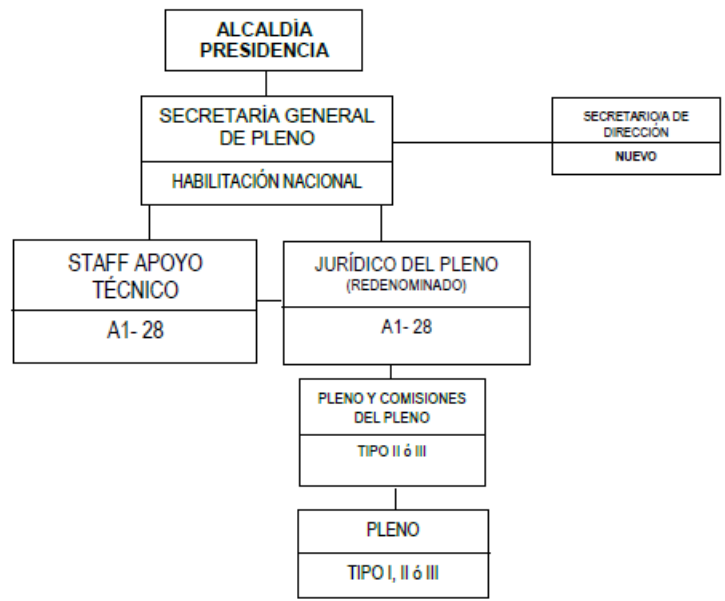 ALCALDÍA
PRESIDENCIA
SECRETARÍA GENERAL
DE PLENO
HABILITACIÓN NACIONAL
SECRETARIO/A DE
DIRECCIÓN
NUEVO
STAFF APOYO
TÉCNICO
A1- 28
JURÍDICO DEL PLENO
(REDENOMINADO)
A1- 28
PLENO Y COMISIONES
DEL PLENO
TIPO II ó III
PLENO
TIPO I, II ó III